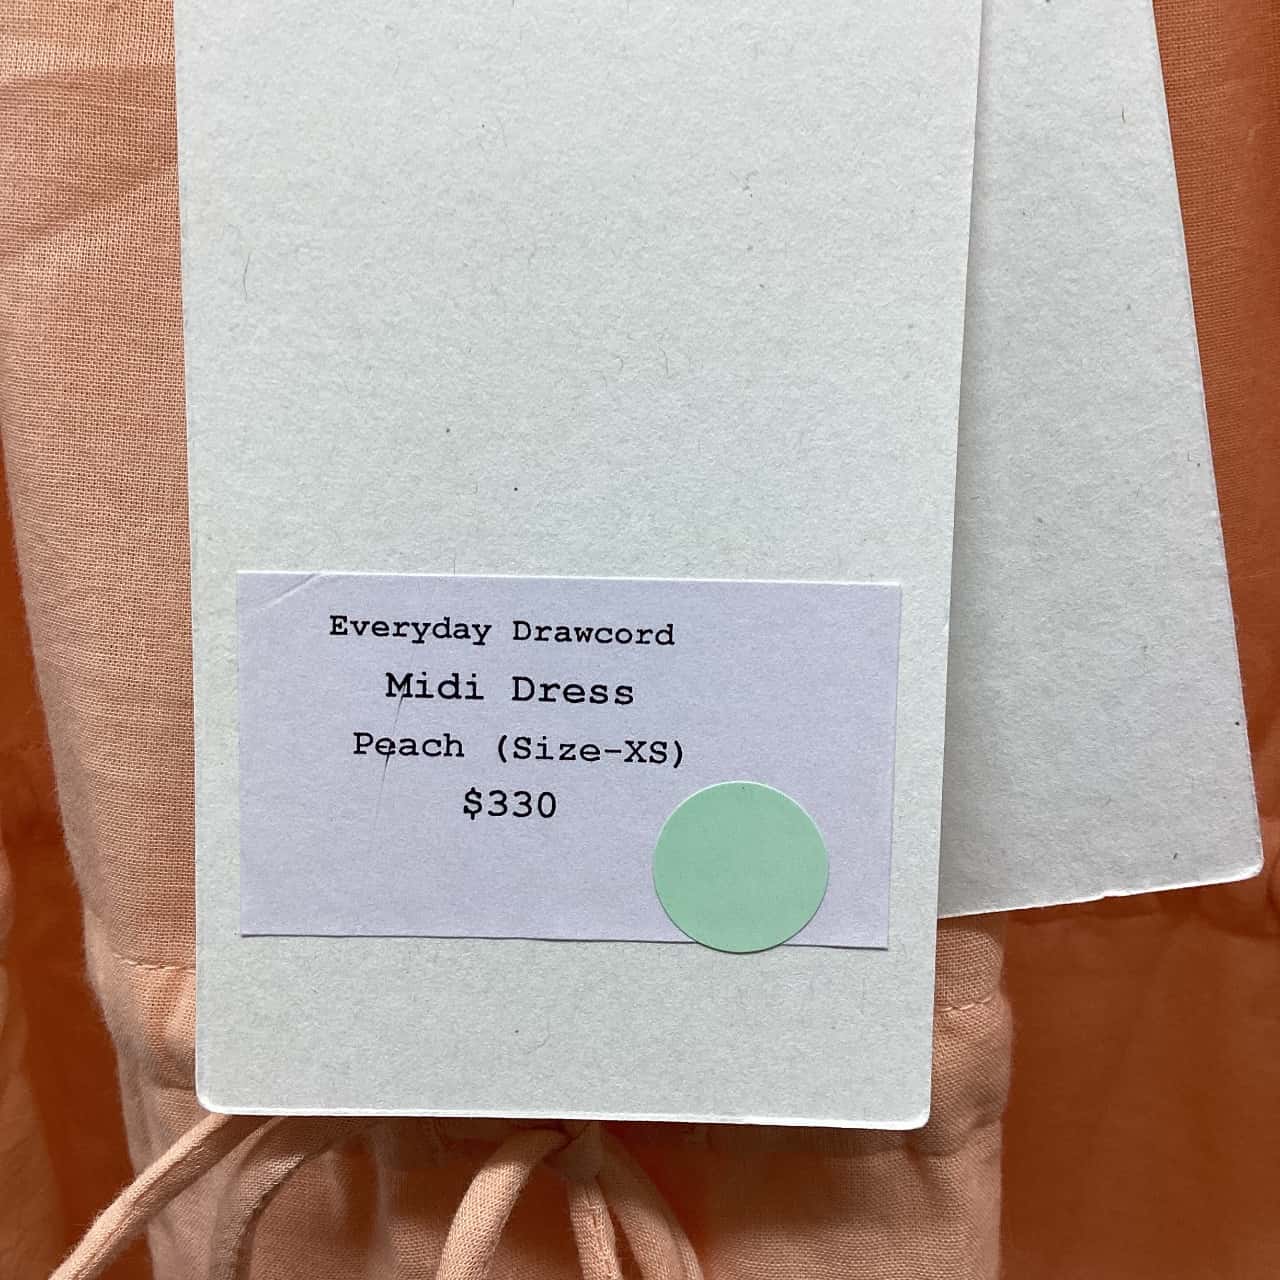 Everyday Drawcord
Midi Dress
Peach (Size-XS)
$330